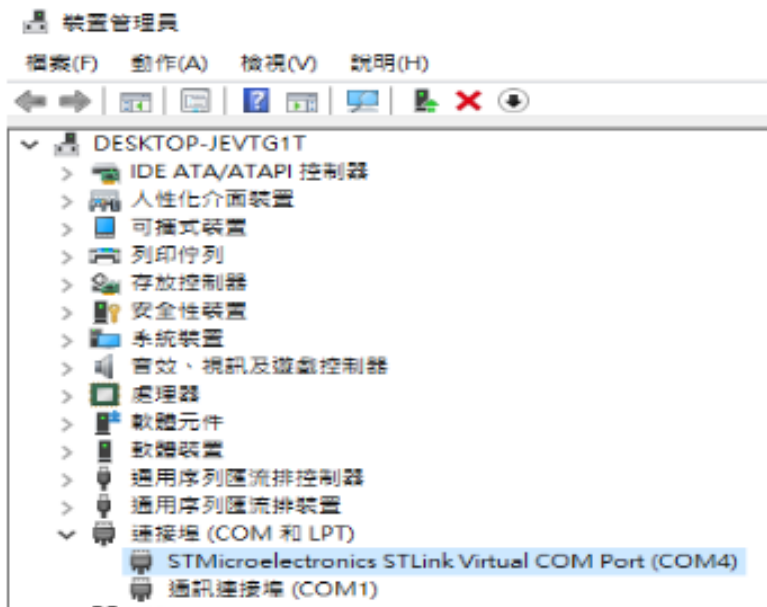 裝置管理員
檔案(F) 動作(A) 檢視(V) 說明(H)
DESKTOP-JEVTG1T
IDE ATA/ATAPI 控制器
人性化介面裝置
可攜式裝置
列印佇列
存放控制器
安全性裝置
系統裝置
音效、視訊及遊戲控制器
處理器
軟體元件
軟體裝置
通用序列匯流排控制器
通用序列匯流排裝置
連接埠 (COM 和 LPT)
STMicroelectronics STLink Virtual COM Port (COM4)
通訊連接埠 (COM1)